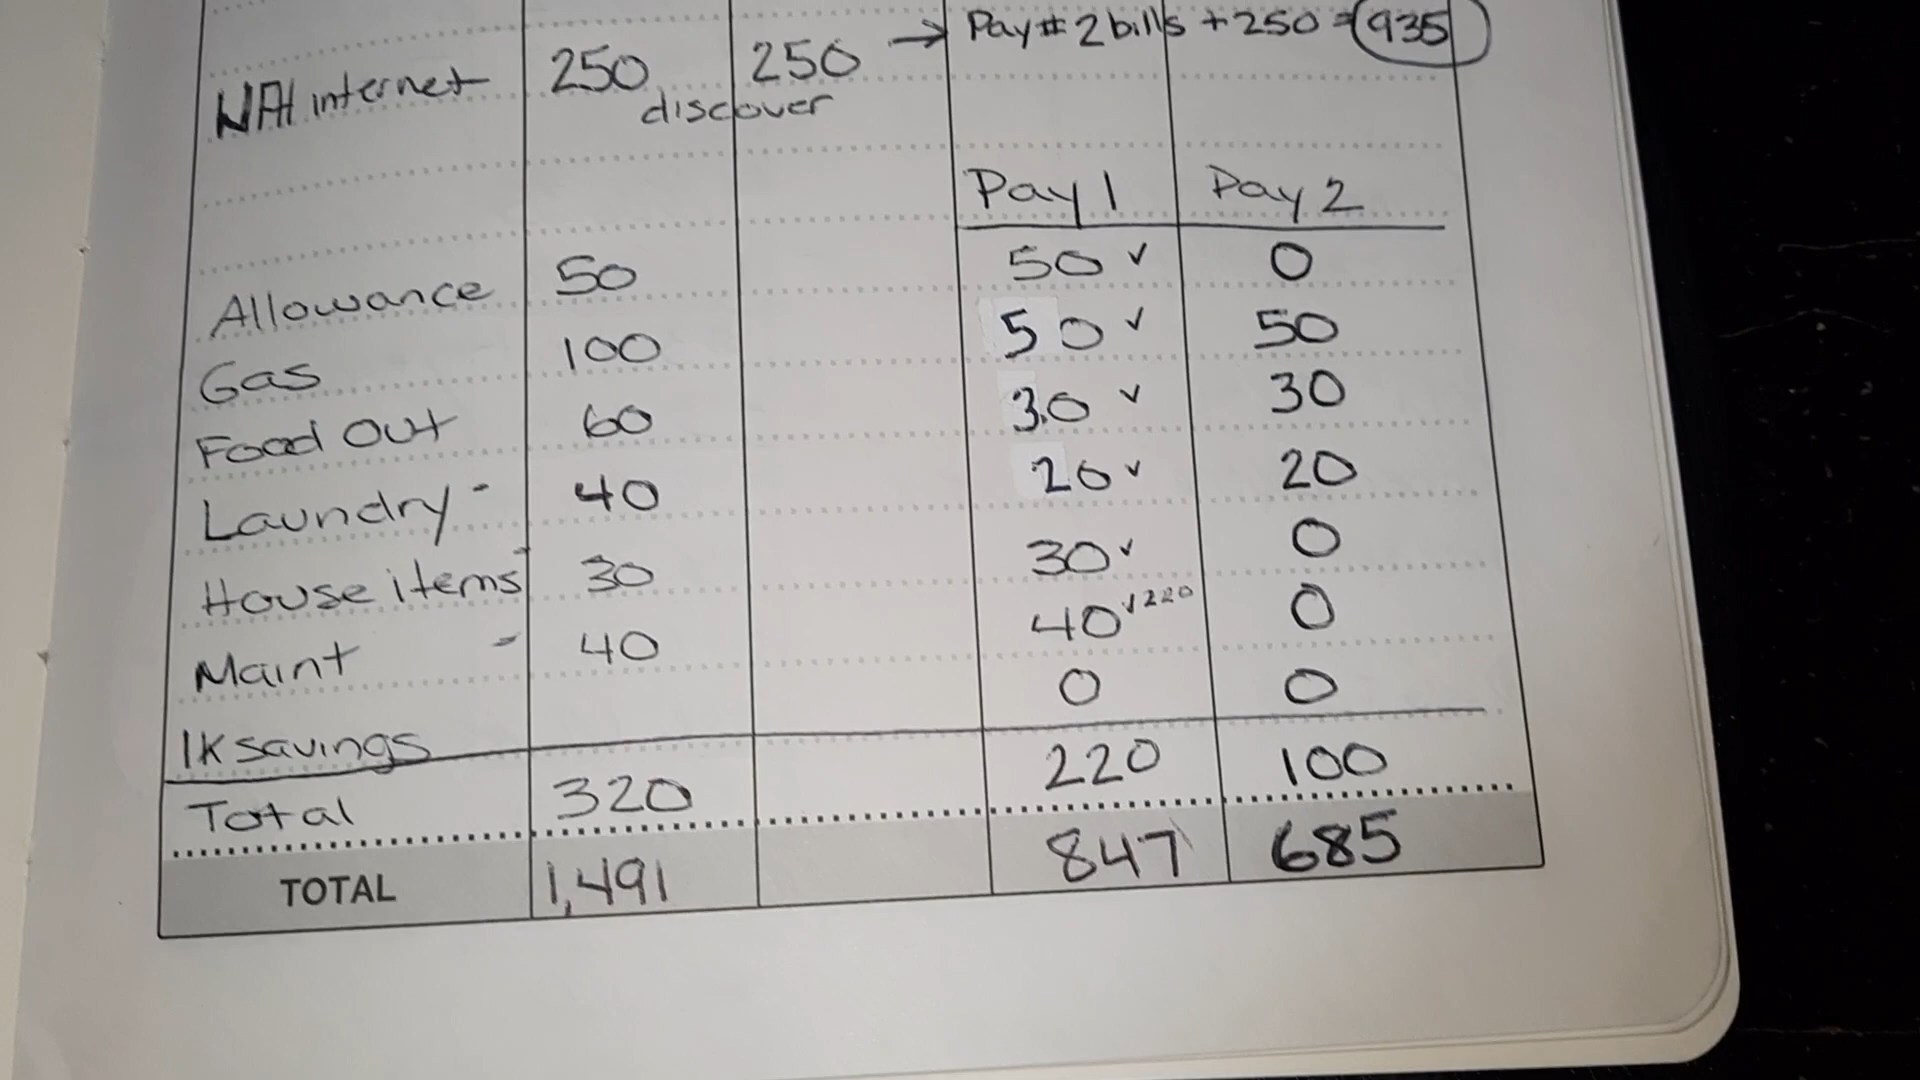 → Pay # 2 bills + 250 = 935
internet 250 250
discover
Pay 1 Pay 2
Allowance 50 50 ✓ 0
Gas 100 50 ✓ 50
Food Out 60 30 ✓ 30
Laundry - 40 20 ✓ 20
House items - 30 30 ✓ 0
Maint - 40 40 ✓ 220 0
1K savings 0 0
Total 320 220 100
TOTAL 1,491 847 685